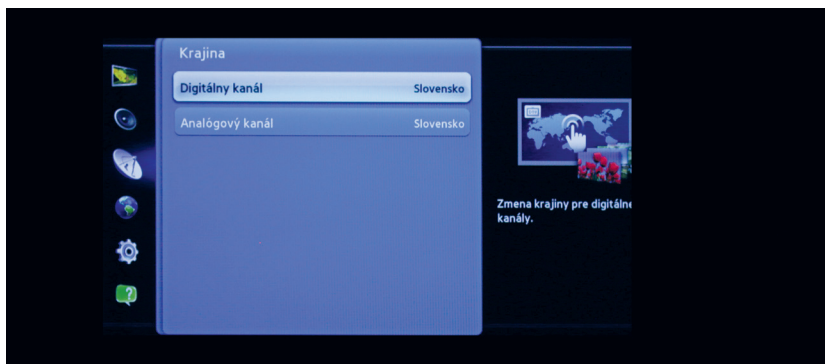 Krajina
Digitálny kanál Slovensko
Analógový kanál Slovensko
Zmena krajiny pre digitálne
kanály.